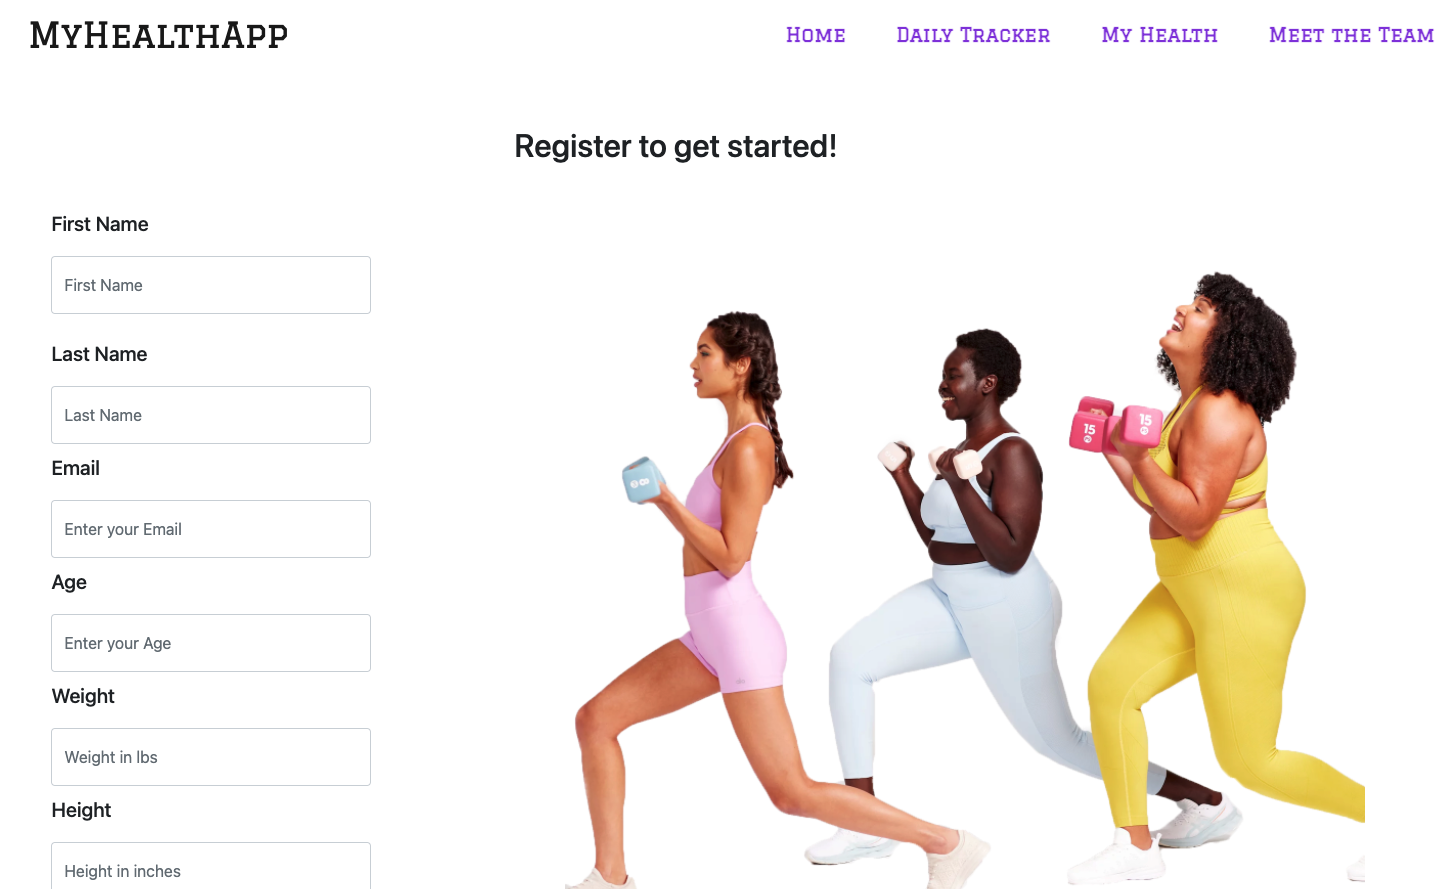 MyHealthApp
Home Daily Tracker My Health Meet the Team
Register to get started!
First Name
First Name
Last Name
Last Name
Email
Enter your Email
Age
Enter your Age
Weight
Weight in lbs
Height
Height in inches
15
15